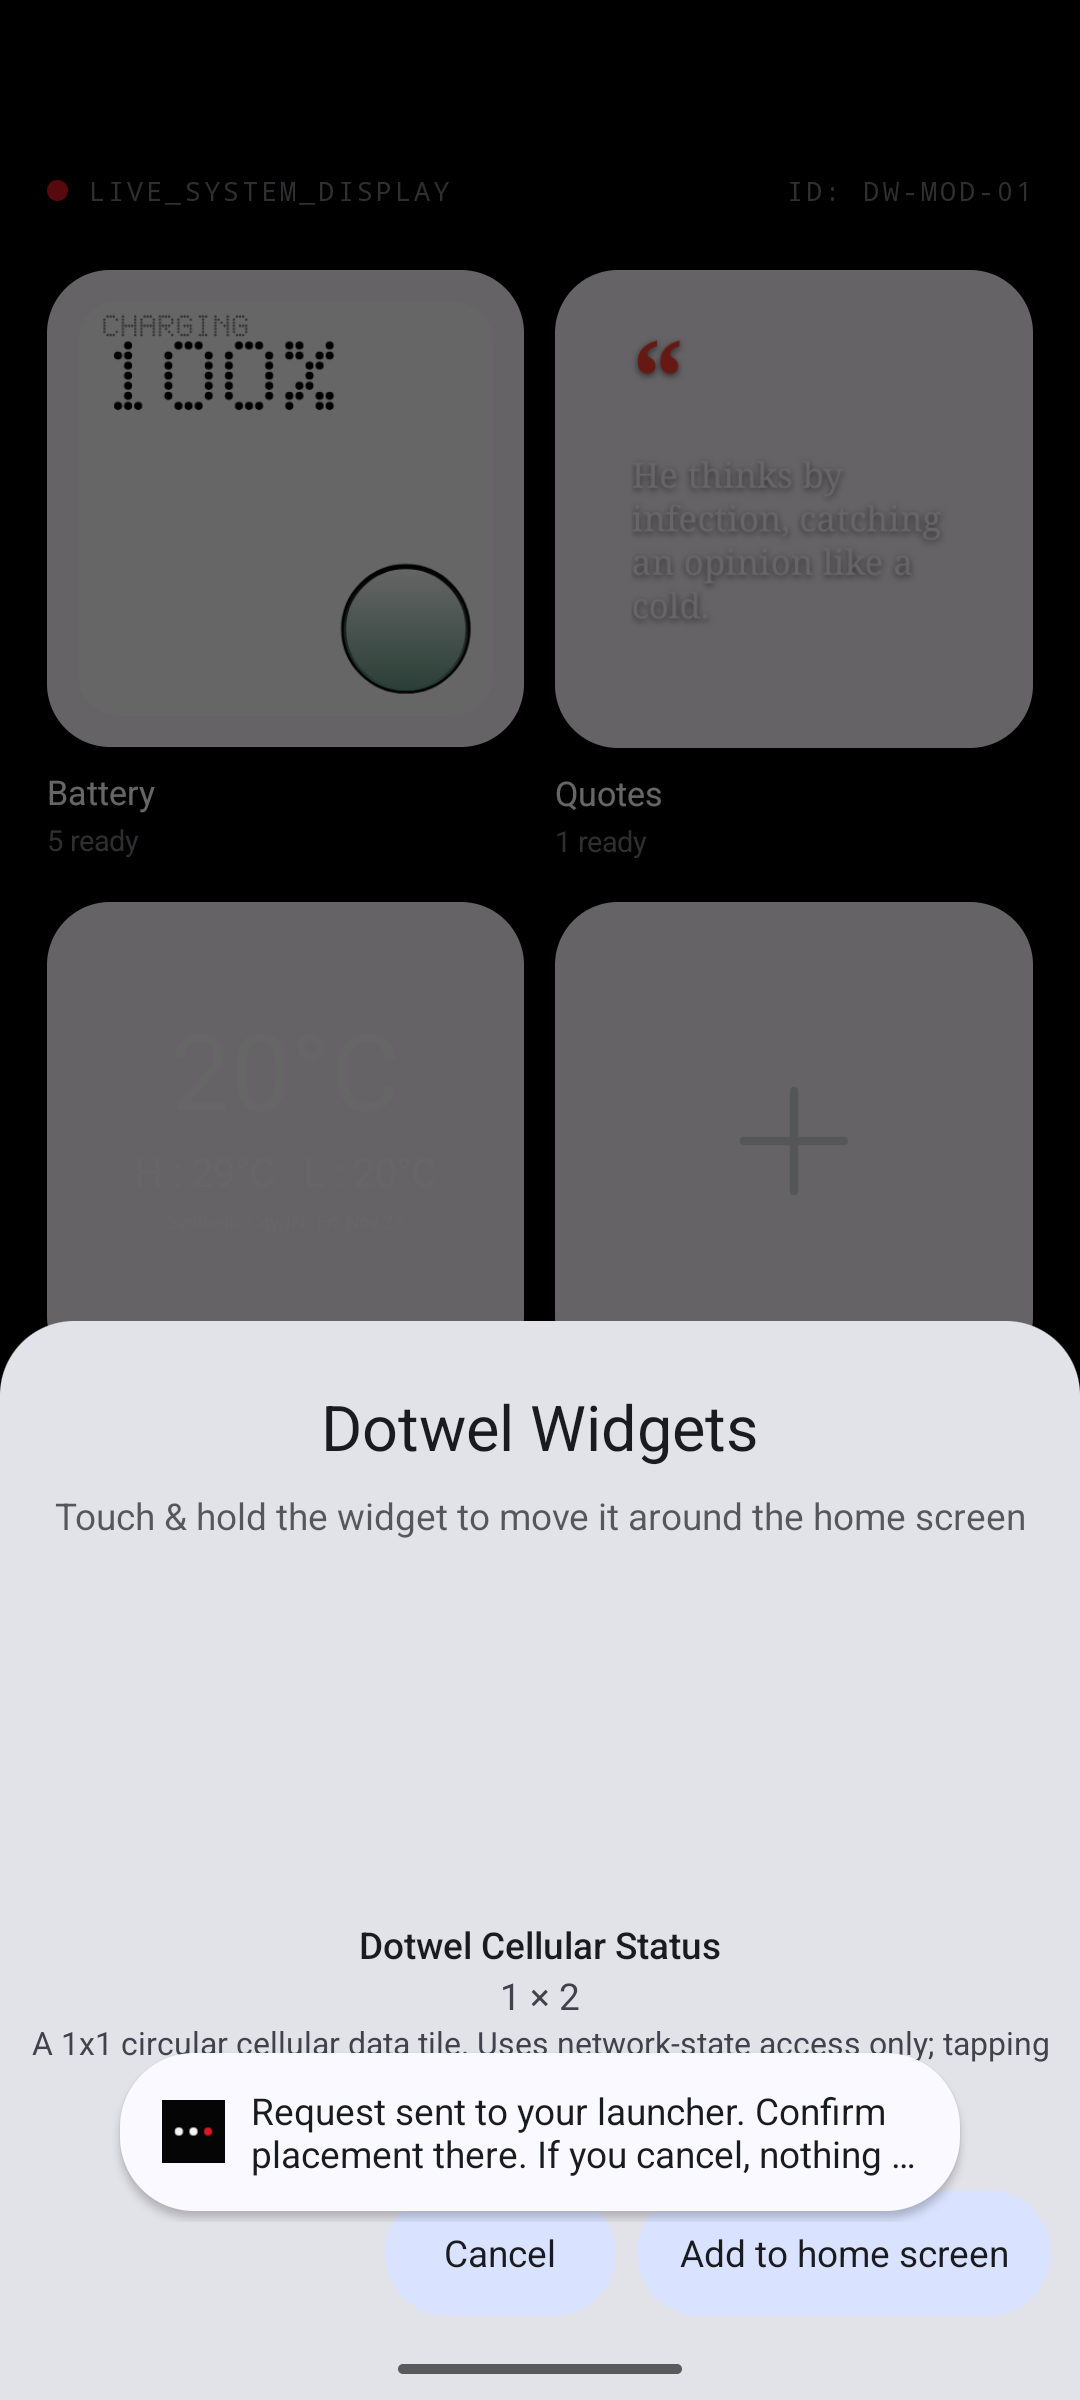 LIVE_SYSTEM_DISPLAY
ID: DW-MOD-01
CHARGING
100%
“
He thinks by
infection, catching
an opinion like a
cold.
Battery
5 ready
Quotes
1 ready
20°C
H : 20°C L : 20°C
Dotwel Widgets
Touch & hold the widget to move it around the home screen
Dotwel Cellular Status
1 × 2
A 1x1 circular cellular data tile. Uses network-state access only; tapping
Request sent to your launcher. Confirm
placement there. If you cancel, nothing …
Cancel
Add to home screen